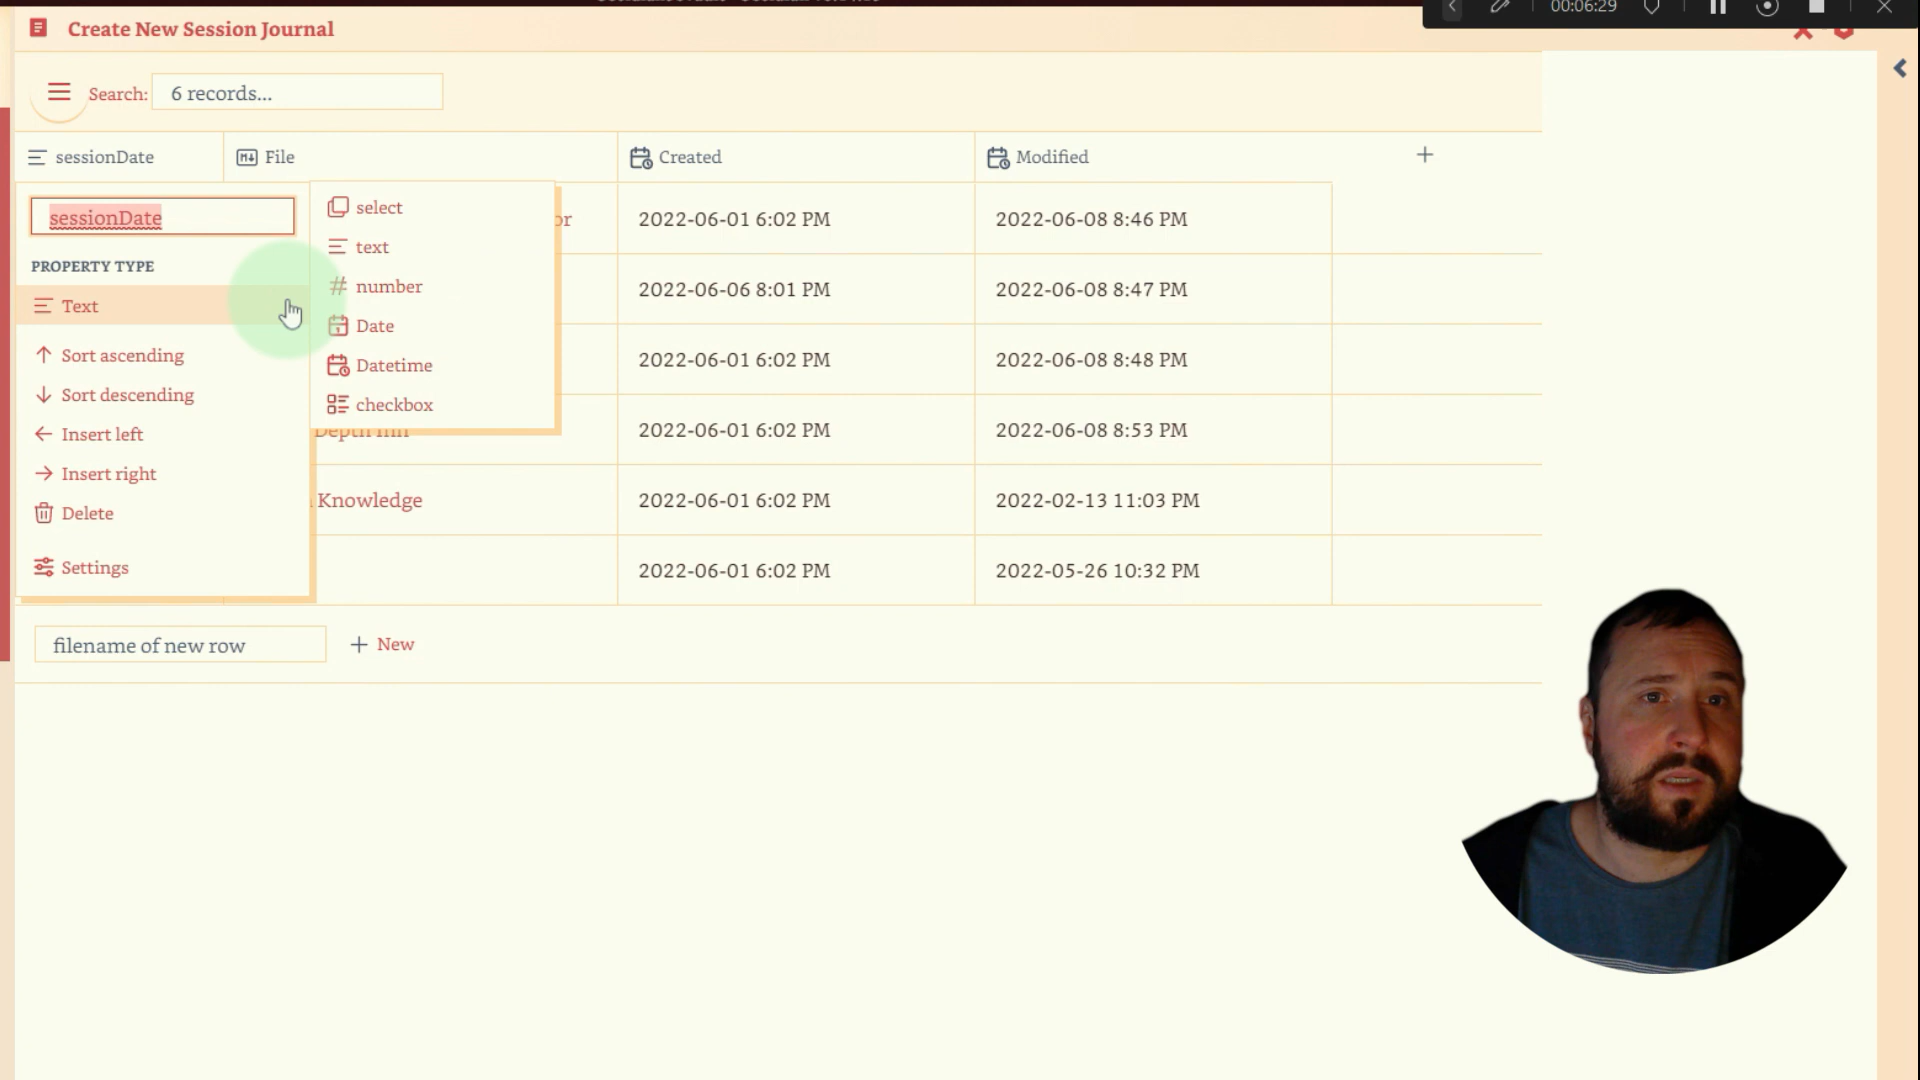 Create New Session Journal
00:06:29
Search: 6 records...
sessionDate File Created Modified
sessionDate
PROPERTY TYPE
Text
Sort ascending
Sort descending
Insert left
Insert right
Delete
Settings
select
text
number
Date
Datetime
checkbox
or 2022-06-01 6:02 PM 2022-06-08 8:46 PM
2022-06-06 8:01 PM 2022-06-08 8:47 PM
2022-06-01 6:02 PM 2022-06-08 8:48 PM
Depth Inn 2022-06-01 6:02 PM 2022-06-08 8:53 PM
Knowledge 2022-06-01 6:02 PM 2022-02-13 11:03 PM
2022-06-01 6:02 PM 2022-05-26 10:32 PM
filename of new row + New